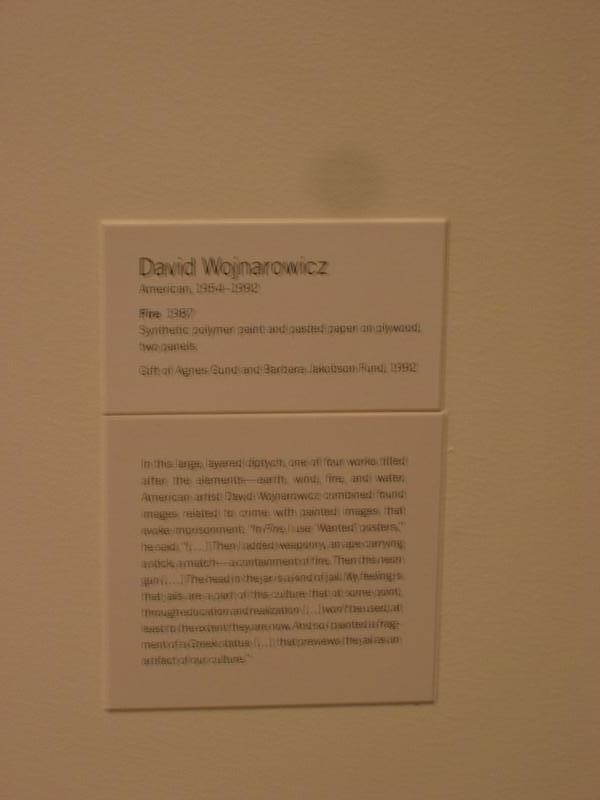 David Wojnarowicz
American, 1954–1992
Fire 1987
Synthetic polymer paint and pasted paper on plywood,
two panels
Gift of Agnes Gund and Barbara Jakobson Fund, 1992
In this large, layered diptych, one of four works titled
after the elements—earth, wind, fire, and water,
American artist David Wojnarowicz combined found
images related to crime with painted images that
evoke imprisonment. "In Fire, I use 'Wanted' posters,"
he said. "[...] Then I added weaponry, an ape carrying
a stick, a match—a containment of fire. Then this neon
gun [...] The head in the jar is a kind of jail. My feeling is
that jails are a part of this culture that at some point,
through education and realization [...] won't be used, at
least to the extent they are now. And so I painted a frag-
ment of a Greek statue [...] that previews the jail as an
artifact of our culture."